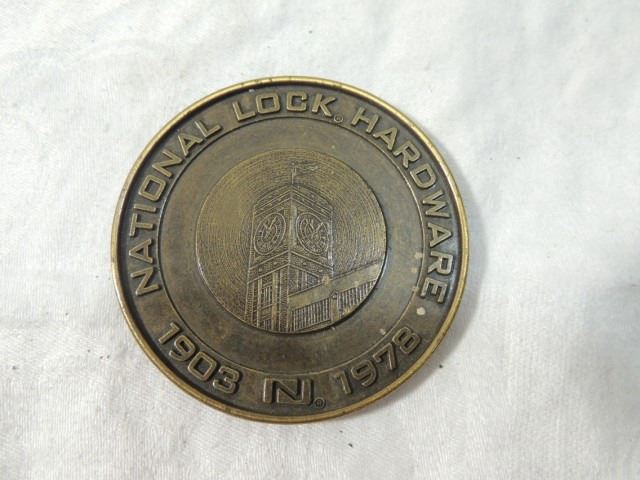 NATIONAL LOCK® HARDWARE
1903 N® 1978